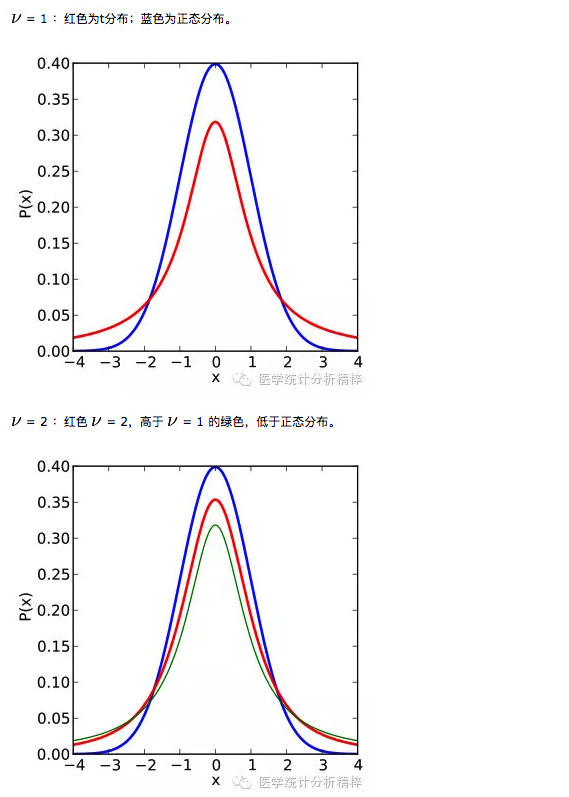 ν = 1 ： 红色为t分布；蓝色为正态分布。
0.40
0.35
0.30
0.25
0.20
0.15
0.10
0.05
0.00
P(x)
−4 −3 −2 −1 0 1 2 3 4
x
医学统计分析精粹
ν = 2 ： 红色 ν = 2，高于 ν = 1 的绿色，低于正态分布。
0.40
0.35
0.30
0.25
0.20
0.15
0.10
0.05
0.00
P(x)
−4 −3 −2 −1 0 1 2 3 4
x
医学统计分析精粹